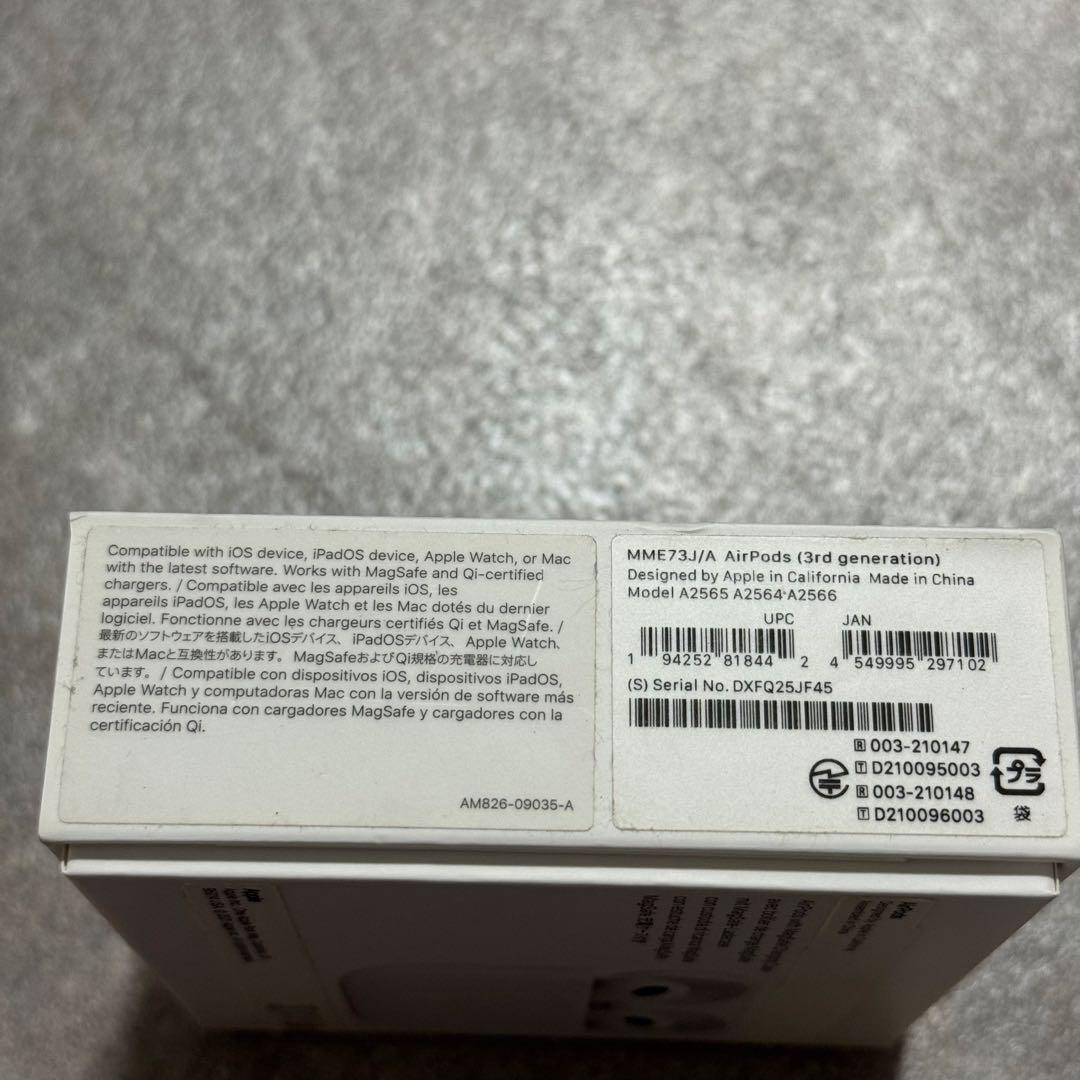 Compatible with iOS device, iPadOS device, Apple Watch, or Mac
with the latest software. Works with MagSafe and Qi-certified
chargers. / Compatible avec les appareils iOS, les
appareils iPadOS, les Apple Watch et les Mac dotés du dernier
logiciel. Fonctionne avec les chargeurs certifiés Qi et MagSafe. /
最新のソフトウェアを搭載したiOSデバイス、iPadOSデバイス、Apple Watch、
またはMacと互換性があります。MagSafeおよびQi規格の充電器に対応し
ています。 / Compatible con dispositivos iOS, dispositivos iPadOS,
Apple Watch y computadoras Mac con la versión de software más
reciente. Funciona con cargadores MagSafe y cargadores con la
certificación Qi.
AM826-09035-A
MME73J/A AirPods (3rd generation)
Designed by Apple in California Made in China
Model A2565 A2564 A2566
UPC
1 94252 81844 2
JAN
4 549995 297102
(S) Serial No. DXFQ25JF45
R 003-210147
T D210095003
R 003-210148
T D210096003
プラ
袋
AirPods
Apple